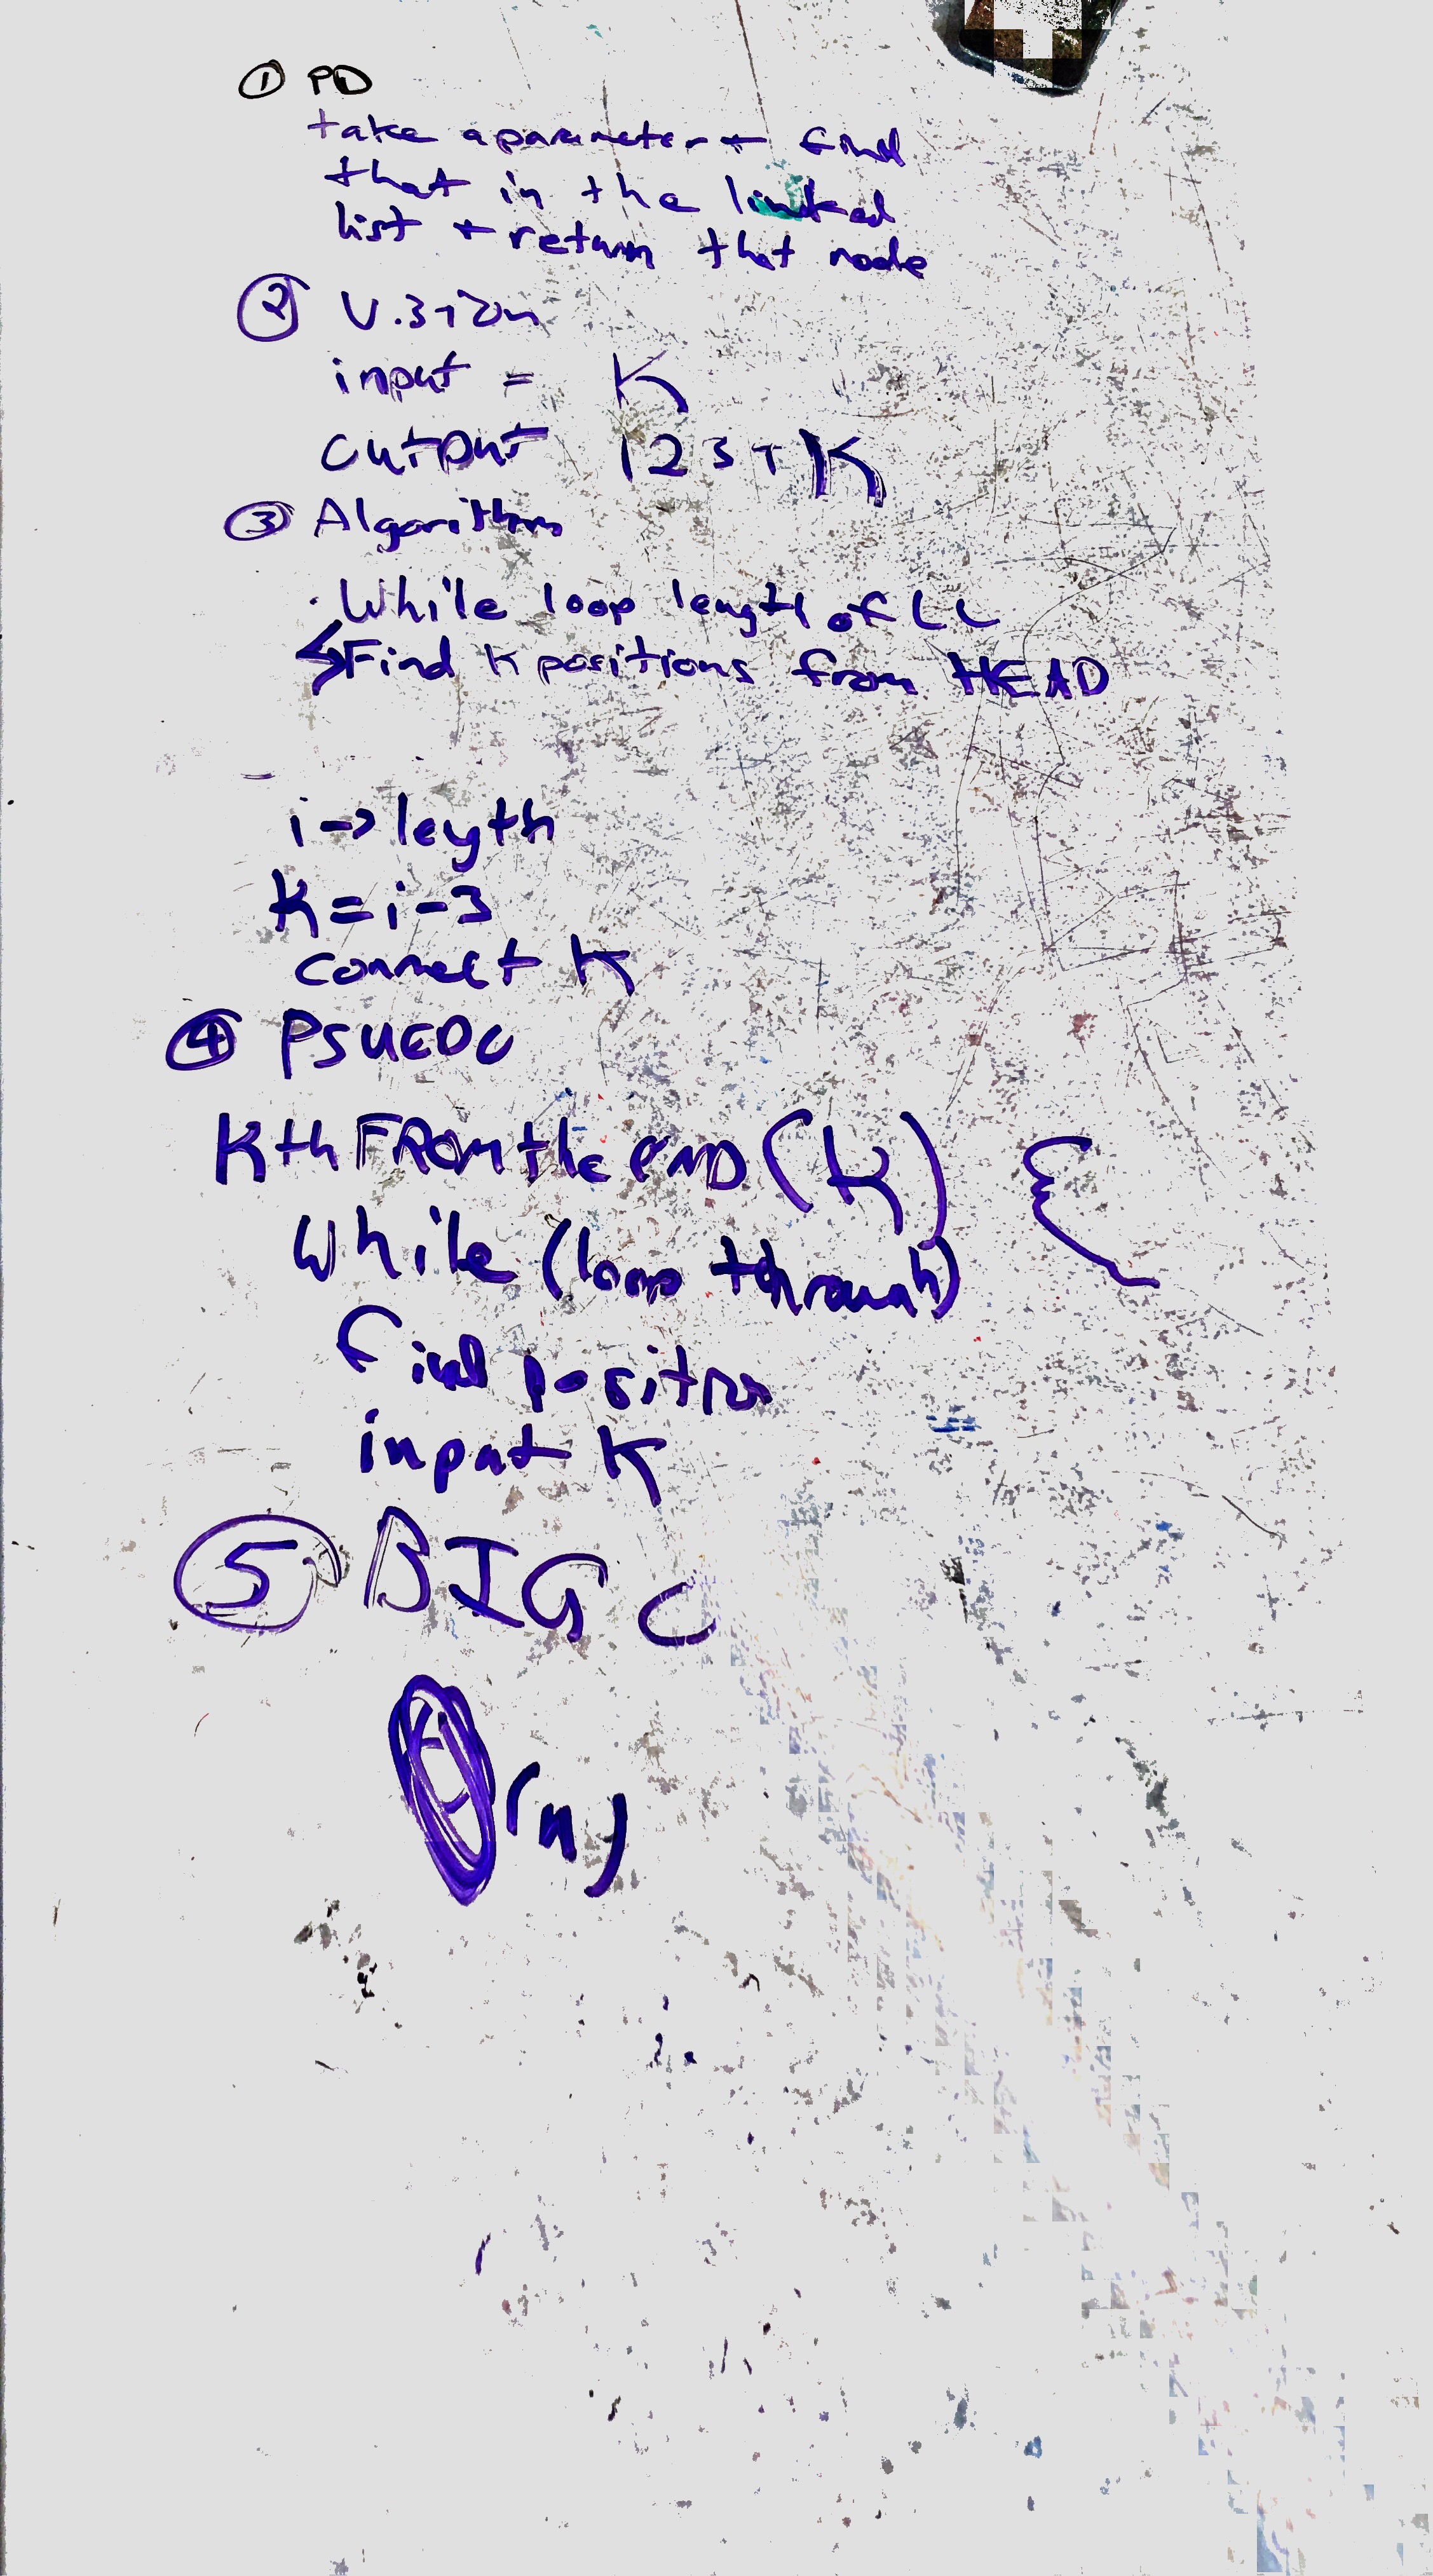 ① PD
take a parameter + find
that in the linked
list + return that node
② V.3ion
input = K
output 1 2 3 T K
③ Algorithm
· While loop length of LL
Find K positions from HEAD
i → length
K = i - 3
connect K
④ PSUEDO
Kth FROM the END (K) {
while (loop through)
find position
input K
⑤ BIG O
O(n)